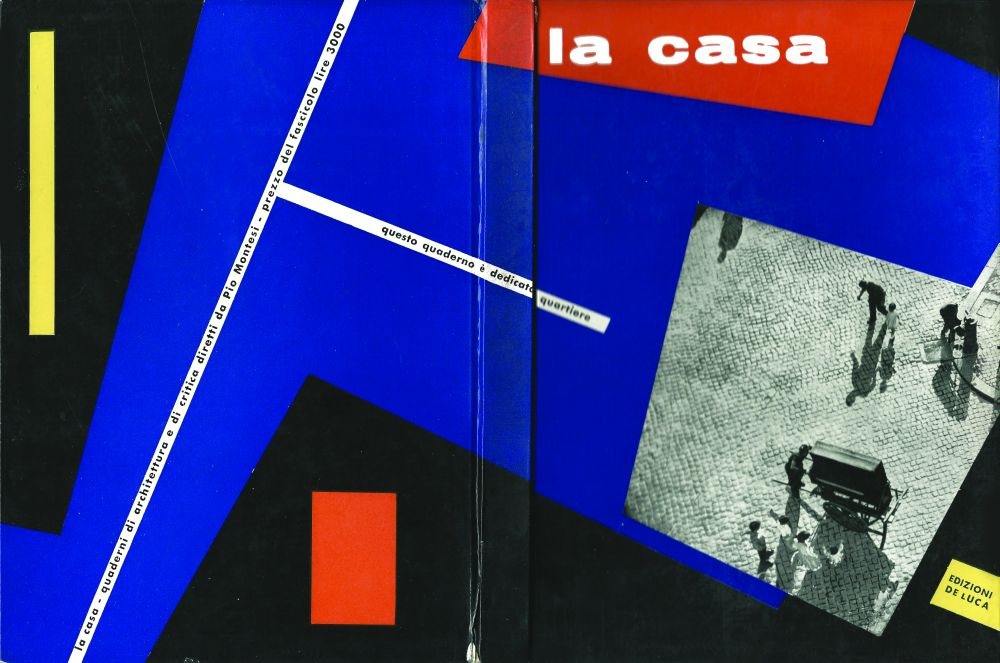 la casa
la casa - quaderni di architettura e di critica diretti da Pio Montesi - prezzo del fascicolo lire 3000
questo quaderno è dedicato quartiere
EDIZIONI
DE LUCA